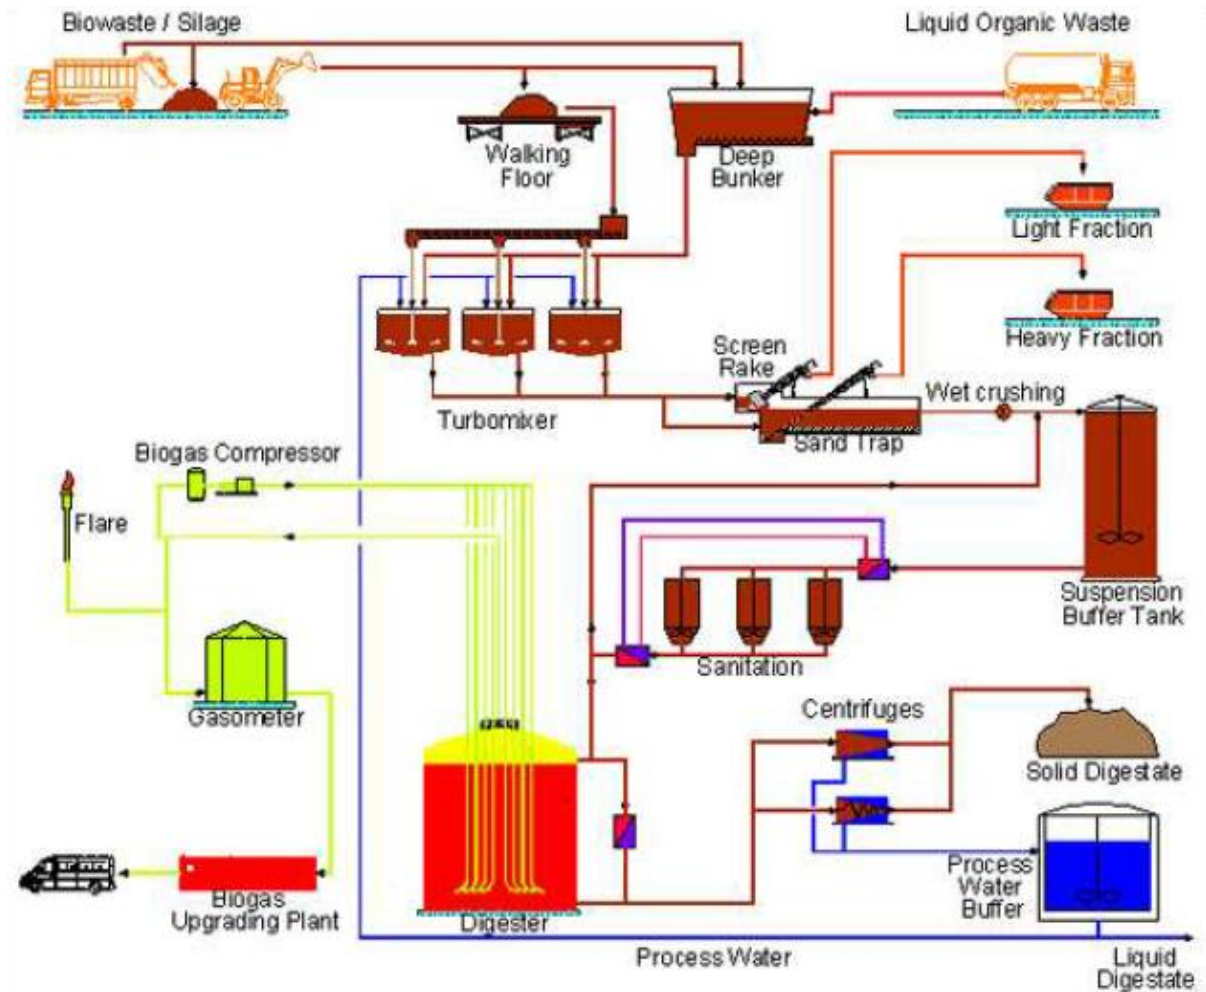 Biowaste / Silage
Liquid Organic Waste
Walking
Floor
Deep
Bunker
Light Fraction
Heavy Fraction
Screen
Rake
Wet crushing
Turbomixer
Sand Trap
Biogas Compressor
Flare
Suspension
Buffer Tank
Sanitation
Gasometer
Centrifuges
Solid Digestate
Process
Water
Buffer
Biogas
Upgrading Plant
Digester
Process Water
Liquid
Digestate